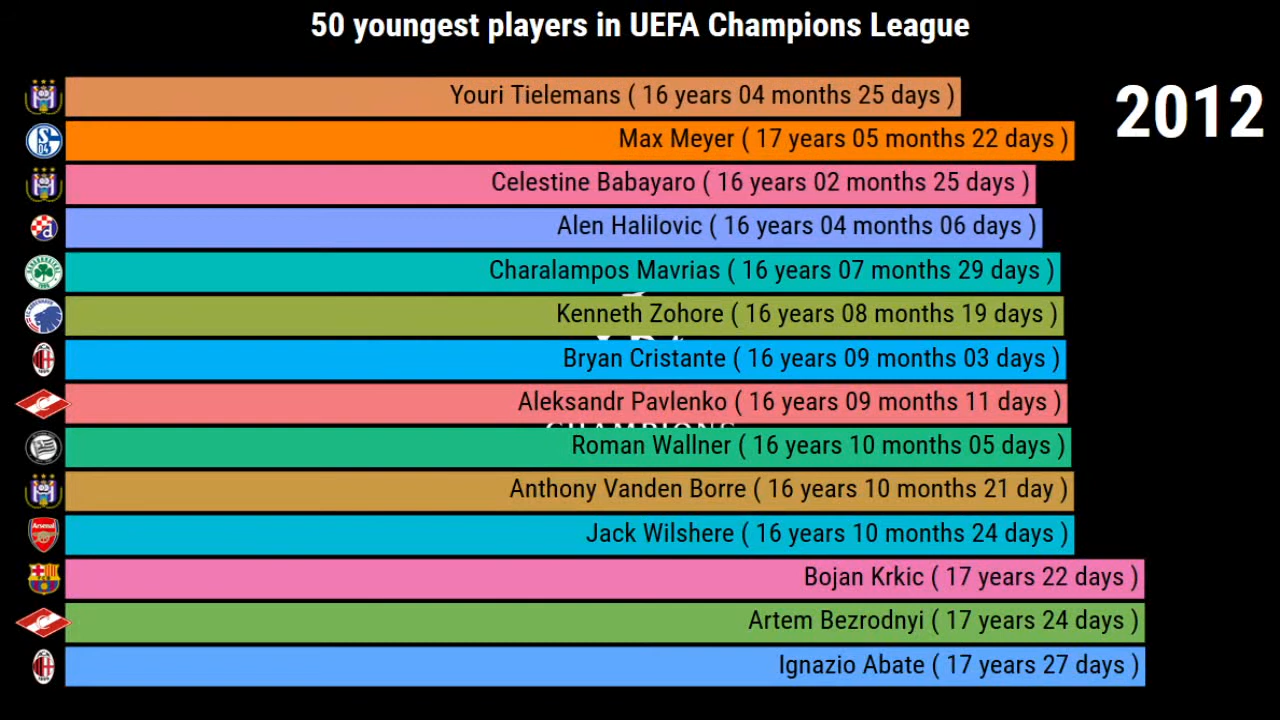 50 youngest players in UEFA Champions League
2012
Youri Tielemans ( 16 years 04 months 25 days )
Max Meyer ( 17 years 05 months 22 days )
Celestine Babayaro ( 16 years 02 months 25 days )
Alen Halilovic ( 16 years 04 months 06 days )
Charalampos Mavrias ( 16 years 07 months 29 days )
Kenneth Zohore ( 16 years 08 months 19 days )
Bryan Cristante ( 16 years 09 months 03 days )
Aleksandr Pavlenko ( 16 years 09 months 11 days )
CHAMPIONS
Roman Wallner ( 16 years 10 months 05 days )
Anthony Vanden Borre ( 16 years 10 months 21 day )
Arsenal
Jack Wilshere ( 16 years 10 months 24 days )
Bojan Krkic ( 17 years 22 days )
Artem Bezrodnyi ( 17 years 24 days )
Ignazio Abate ( 17 years 27 days )